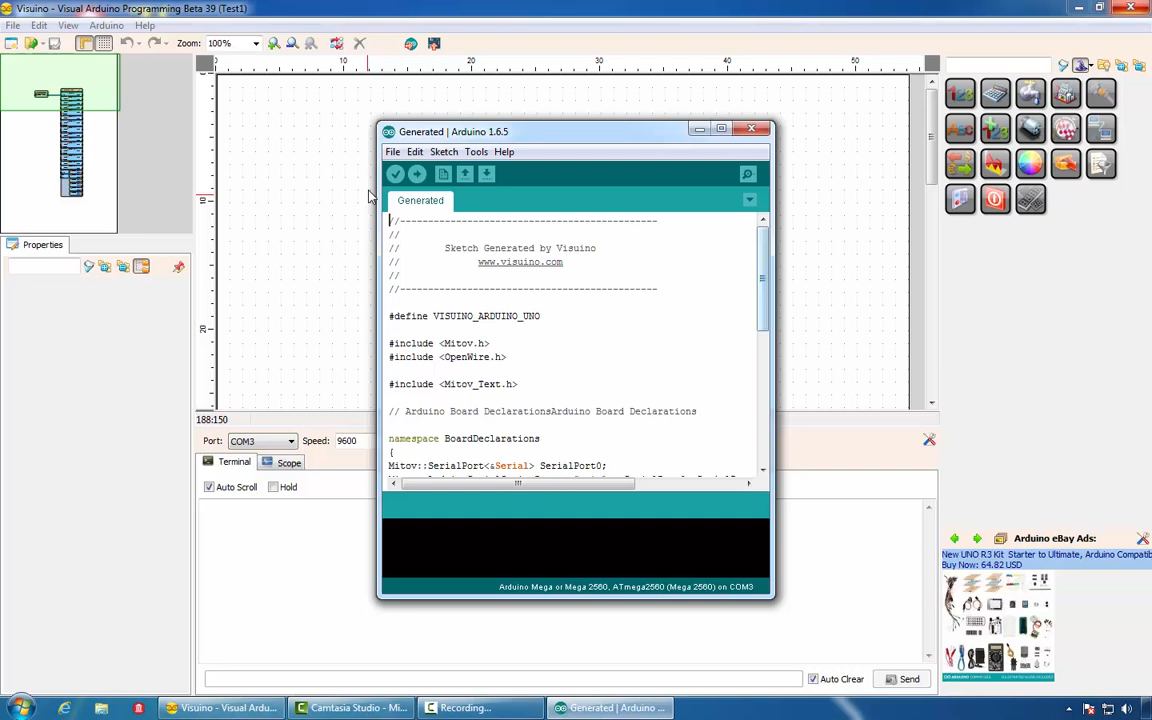 Visuino - Visual Arduino Programming Beta 39 (Test1)
File Edit View Arduino Help
Zoom: 100%
10 20 30 40 50
10
20
Properties
Generated | Arduino 1.6.5
File Edit Sketch Tools Help
Generated
//----------------------------------------------
//
// Sketch Generated by Visuino
// www.visuino.com
//
//----------------------------------------------
#define VISUINO_ARDUINO_UNO
#include <Mitov.h>
#include <OpenWire.h>
#include <Mitov_Text.h>
// Arduino Board DeclarationsArduino Board Declarations
namespace BoardDeclarations
{
Mitov::SerialPort<&Serial> SerialPort0;
Arduino Mega or Mega 2560, ATmega2560 (Mega 2560) on COM3
188:150
Port: COM3 Speed: 9600
Terminal Scope
Auto Scroll Hold
Auto Clear Send
Arduino eBay Ads:
New UNO R3 Kit Starter to Ultimate, Arduino Compatib
Buy Now: 64.82 USD
Visuino - Visual Ardu...
Camtasia Studio - Mi...
Recording...
Generated | Arduino ...